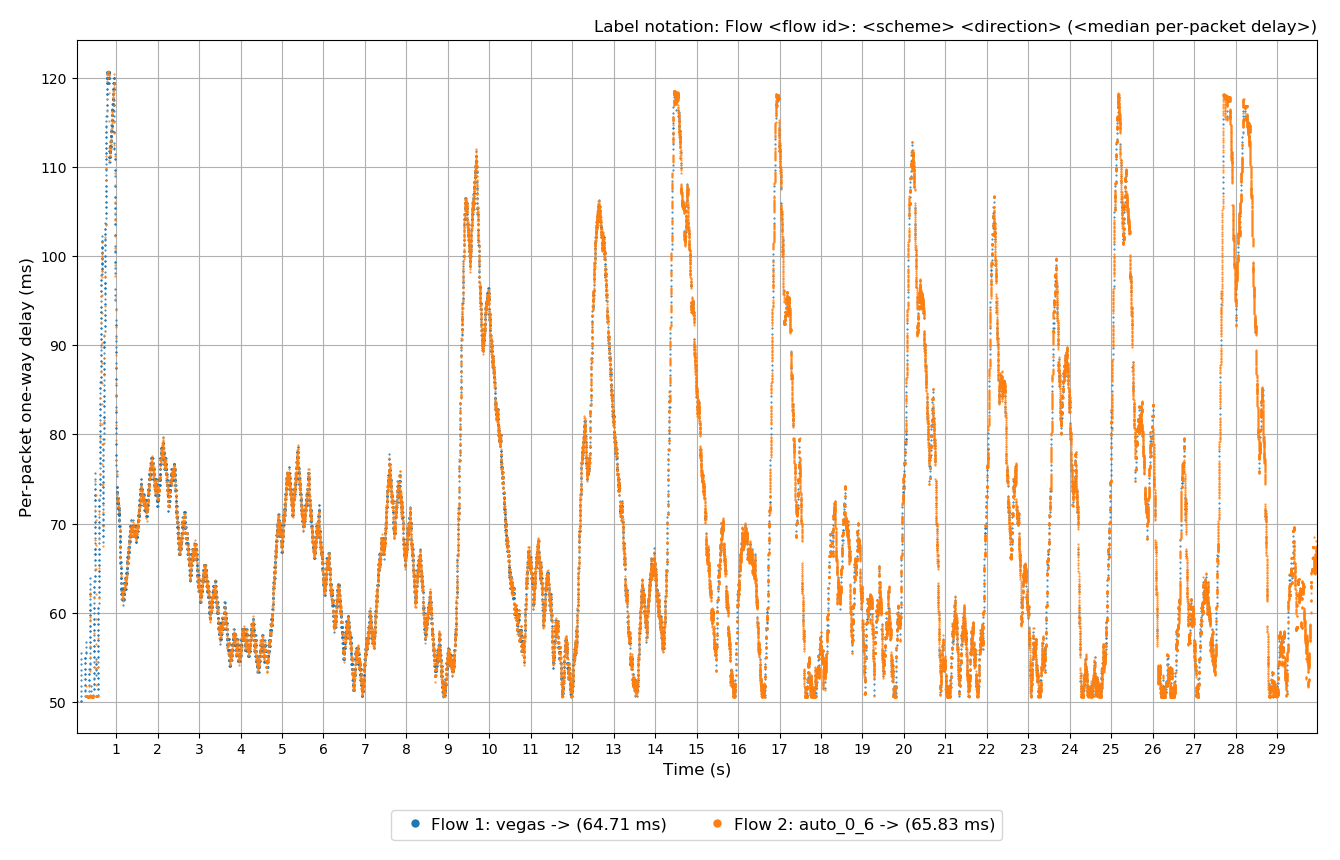 Label notation: Flow <flow id>: <scheme> <direction> (<median per-packet delay>)
Per-packet one-way delay (ms)
120
110
100
90
80
70
60
50
1 2 3 4 5 6 7 8 9 10 11 12 13 14 15 16 17 18 19 20 21 22 23 24 25 26 27 28 29
Time (s)
Flow 1: vegas -> (64.71 ms) Flow 2: auto_0_6 -> (65.83 ms)